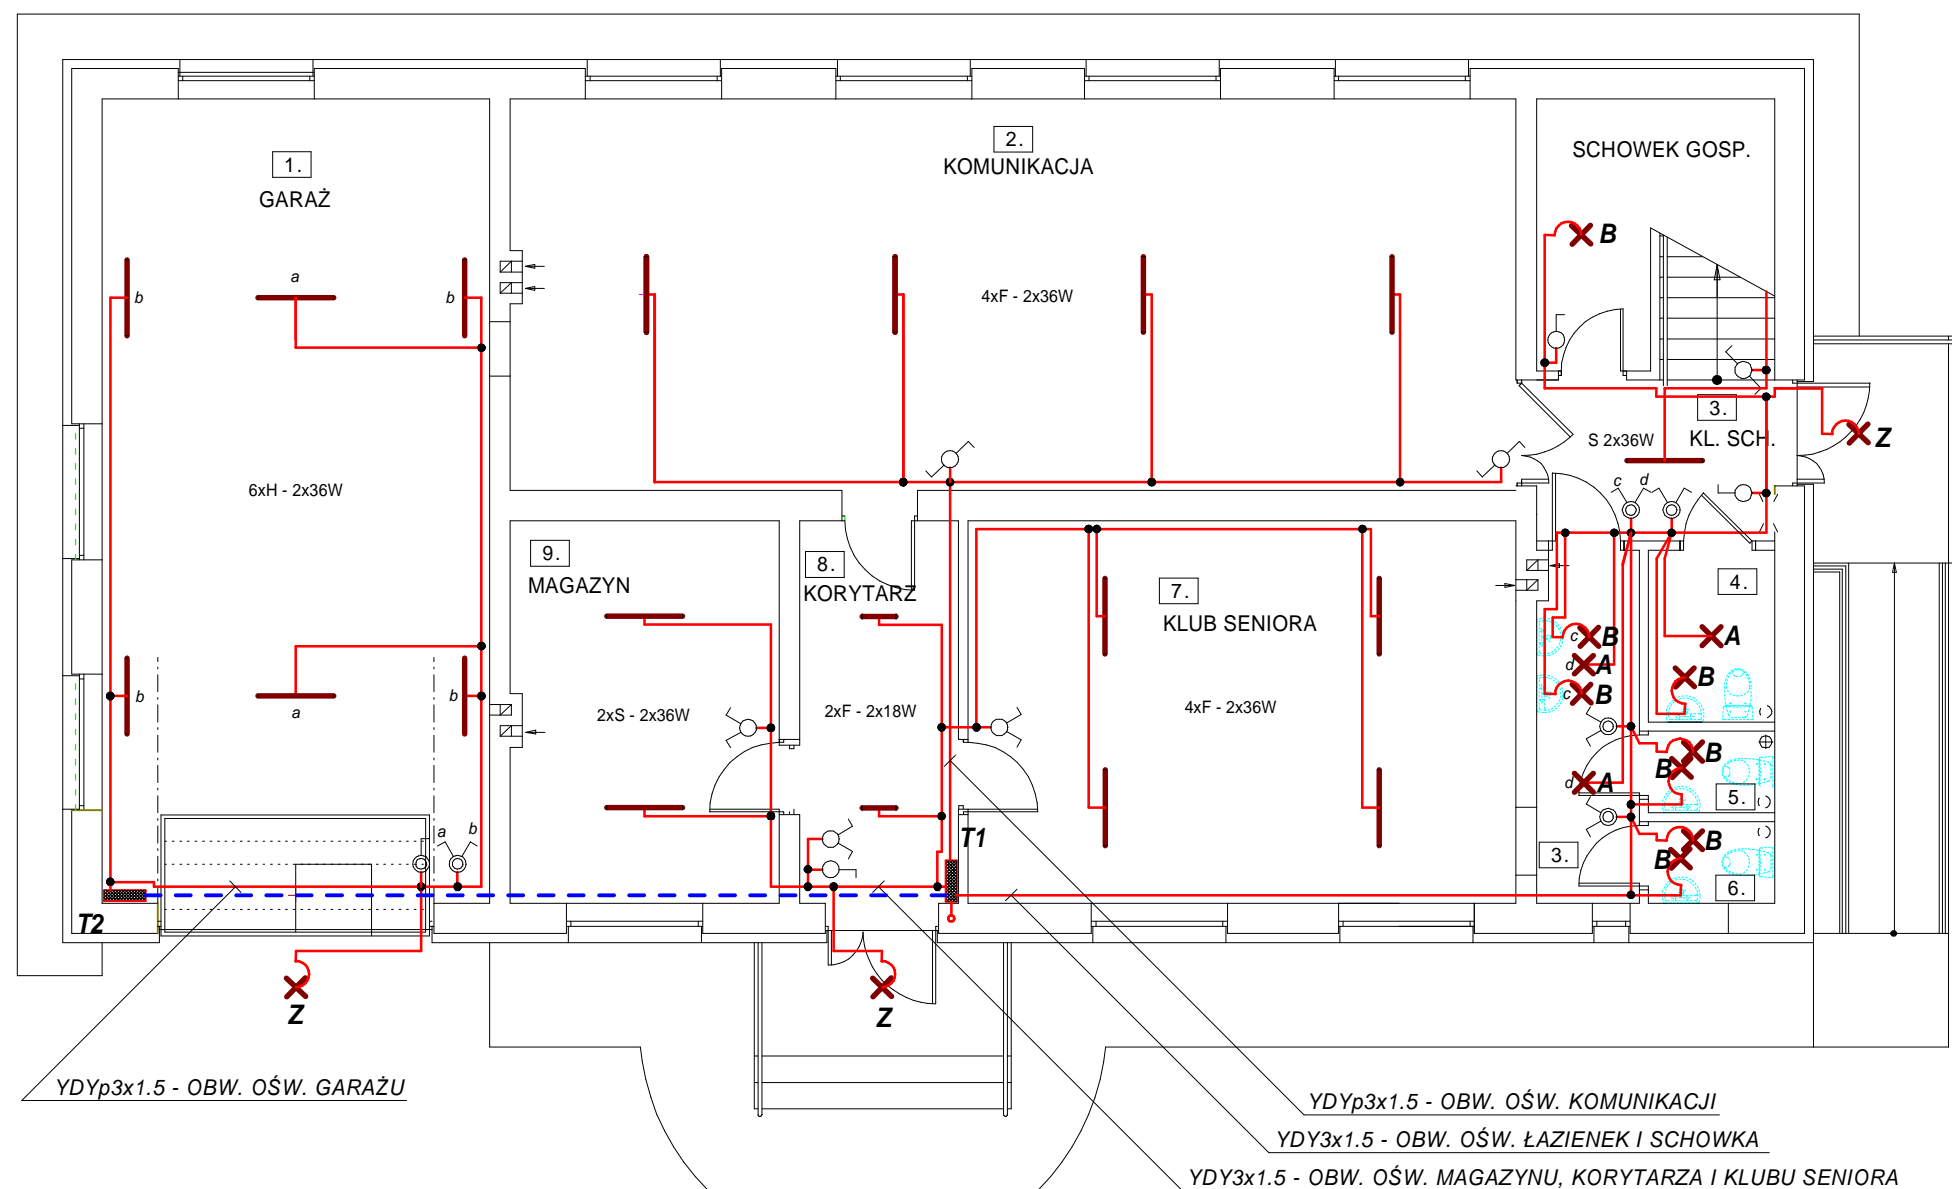 1.
GARAŻ
2.
KOMUNIKACJA
SCHOWEK GOSP.
B
b
a
b
4xF - 2x36W
3.
S 2x36W
KL. SCH.
Z
6xH - 2x36W
c
d
9.
MAGAZYN
8.
KORYTARZ
7.
KLUB SENIORA
4.
c
B
A
d
A
c
B
B
b
a
b
2xS - 2x36W
2xF - 2x18W
4xF - 2x36W
B
B
d
A
5.
a
b
T1
3.
B
B
6.
T2
Z
Z
YDYp3x1.5 - OBW. OŚW. GARAŻU
YDYp3x1.5 - OBW. OŚW. KOMUNIKACJI
YDY3x1.5 - OBW. OŚW. ŁAZIENEK I SCHOWKA
YDY3x1.5 - OBW. OŚW. MAGAZYNU, KORYTARZA I KLUBU SENIORA